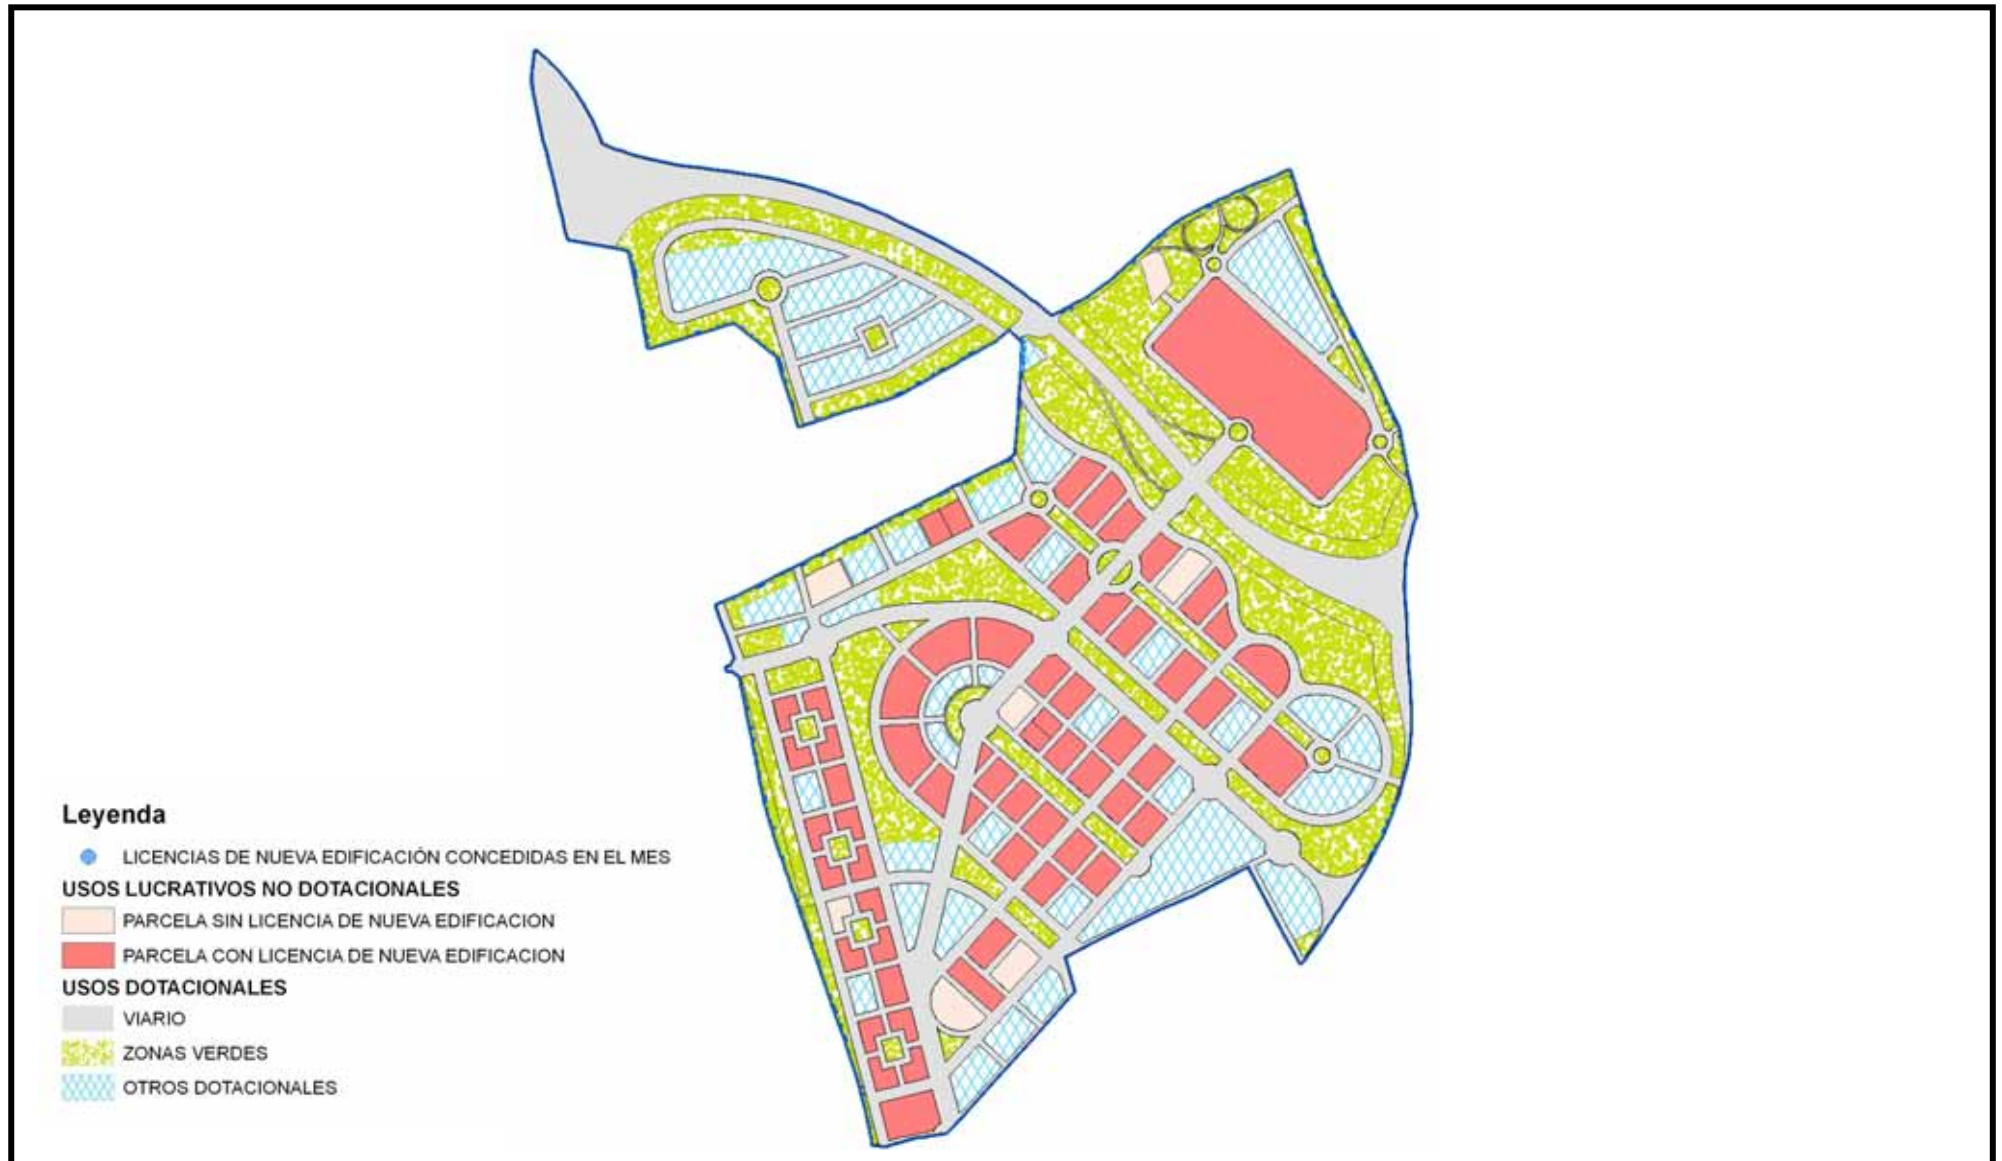 Leyenda
LICENCIAS DE NUEVA EDIFICACIÓN CONCEDIDAS EN EL MES
USOS LUCRATIVOS NO DOTACIONALES
PARCELA SIN LICENCIA DE NUEVA EDIFICACION
PARCELA CON LICENCIA DE NUEVA EDIFICACION
USOS DOTACIONALES
VIARIO
ZONAS VERDES
OTROS DOTACIONALES